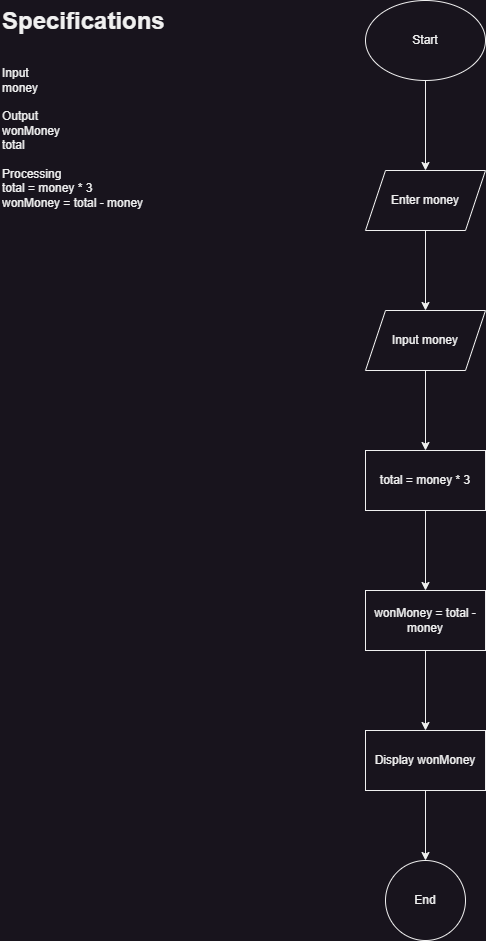 Specifications
Input
money
Output
wonMoney
total
Processing
total = money * 3
wonMoney = total - money
Start
Enter money
Input money
total = money * 3
wonMoney = total -
money
Display wonMoney
End